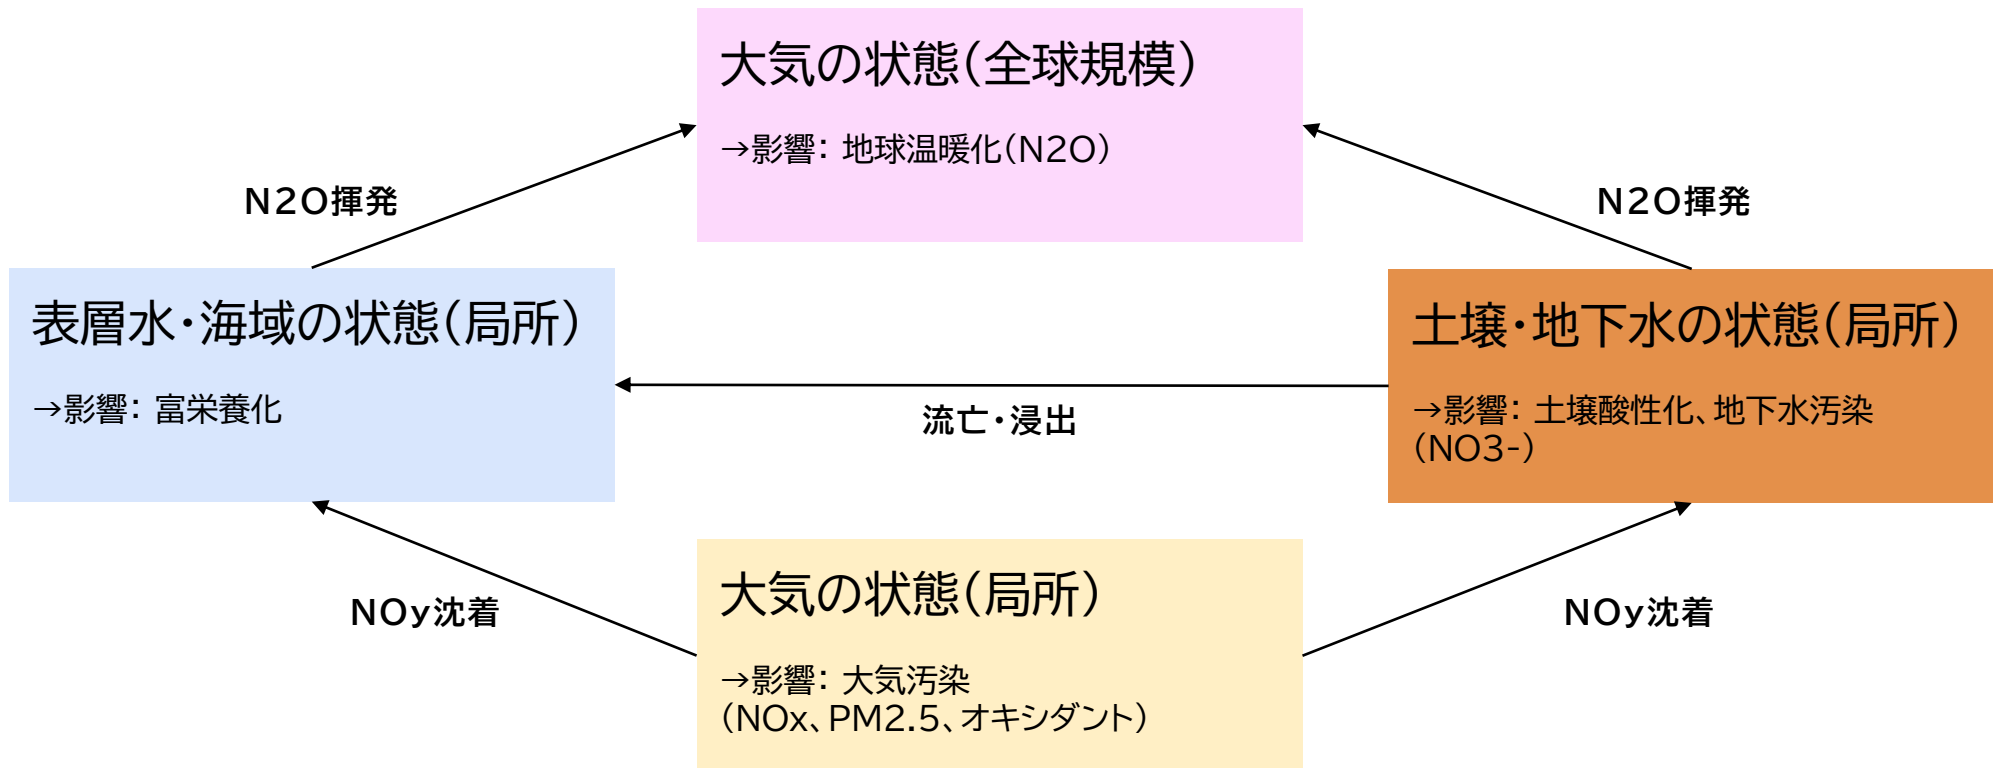 大気の状態(全球規模)
→影響: 地球温暖化(N2O)
N2O揮発
N2O揮発
表層水・海域の状態(局所)
→影響: 富栄養化
土壌・地下水の状態(局所)
→影響: 土壌酸性化、地下水汚染
(NO3-)
流亡・浸出
大気の状態(局所)
→影響: 大気汚染
(NOx、PM2.5、オキシダント)
NOy沈着
NOy沈着